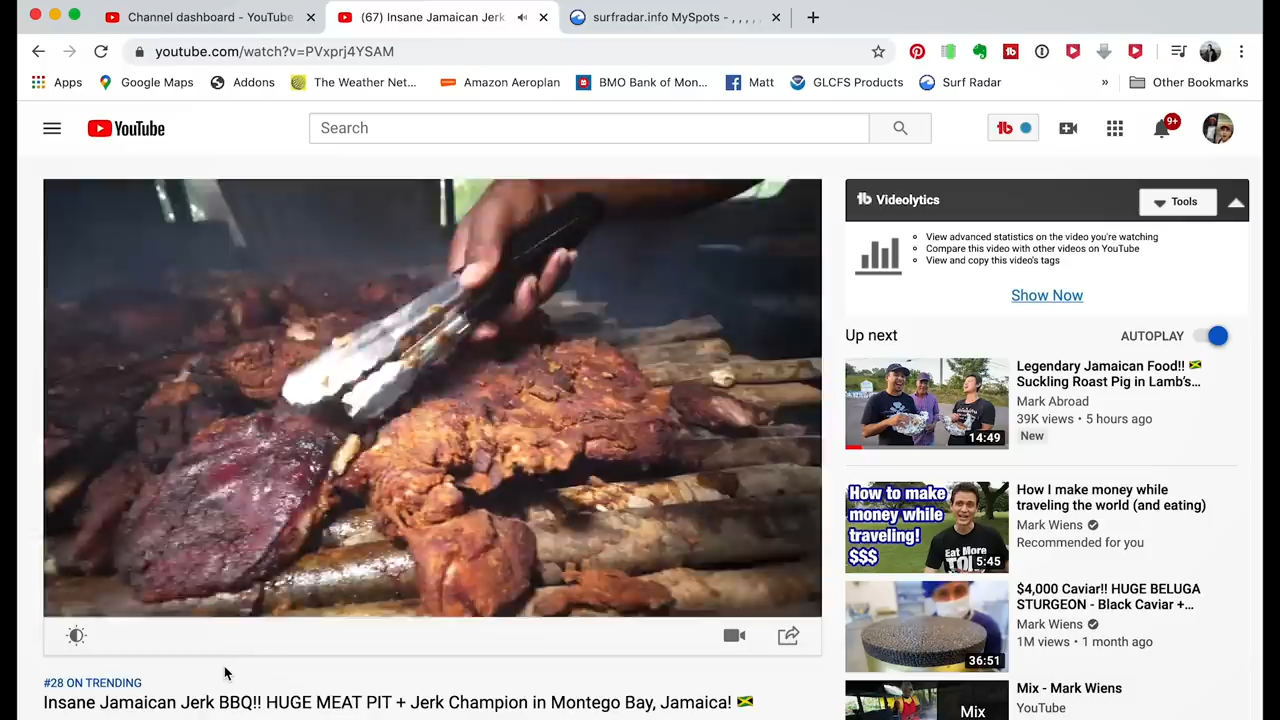 Channel dashboard - YouTube
(67) Insane Jamaican Jerk
surfradar.info MySpots - , , , ,
youtube.com/watch?v=PVxprj4YSAM
Apps
Google Maps
Addons
The Weather Net...
Amazon Aeroplan
BMO Bank of Mon...
Matt
GLCFS Products
Surf Radar
»
Other Bookmarks
YouTube
Search
tb
9+
tb Videolytics
Tools
View advanced statistics on the video you're watching
Compare this video with other videos on YouTube
View and copy this video's tags
Show Now
Up next
AUTOPLAY
Legendary Jamaican Food!! 🇯🇲
Suckling Roast Pig in Lamb's...
Mark Abroad
39K views • 5 hours ago
New
14:49
How to make
money while
traveling!
$$$
Eat More
5:45
How I make money while
traveling the world (and eating)
Mark Wiens
Recommended for you
$4,000 Caviar!! HUGE BELUGA
STURGEON - Black Caviar +...
Mark Wiens
1M views • 1 month ago
36:51
Mix - Mark Wiens
YouTube
Mix
#28 ON TRENDING
Insane Jamaican Jerk BBQ!! HUGE MEAT PIT + Jerk Champion in Montego Bay, Jamaica! 🇯🇲